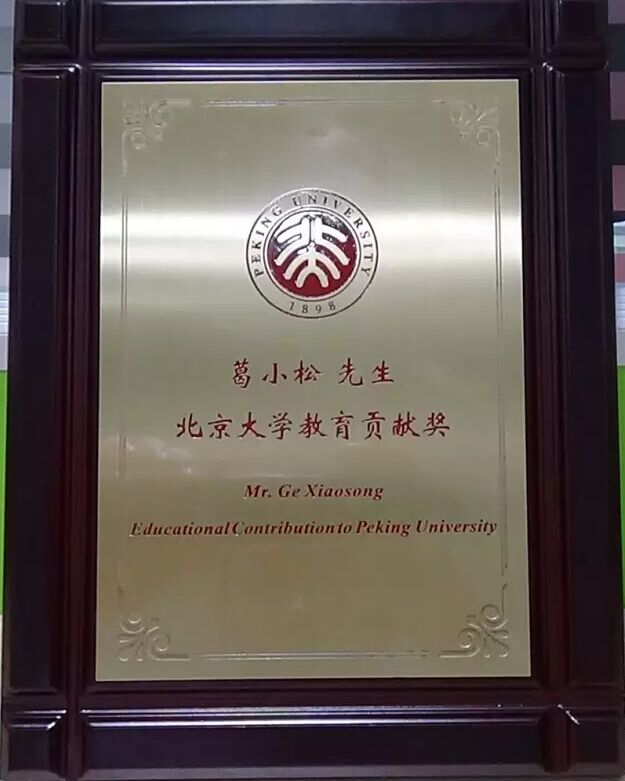 PEKING UNIVERSITY
1898
葛小松 先生
北京大学教育贡献奖
Mr. Ge Xiaosong
Educational Contribution to Peking University